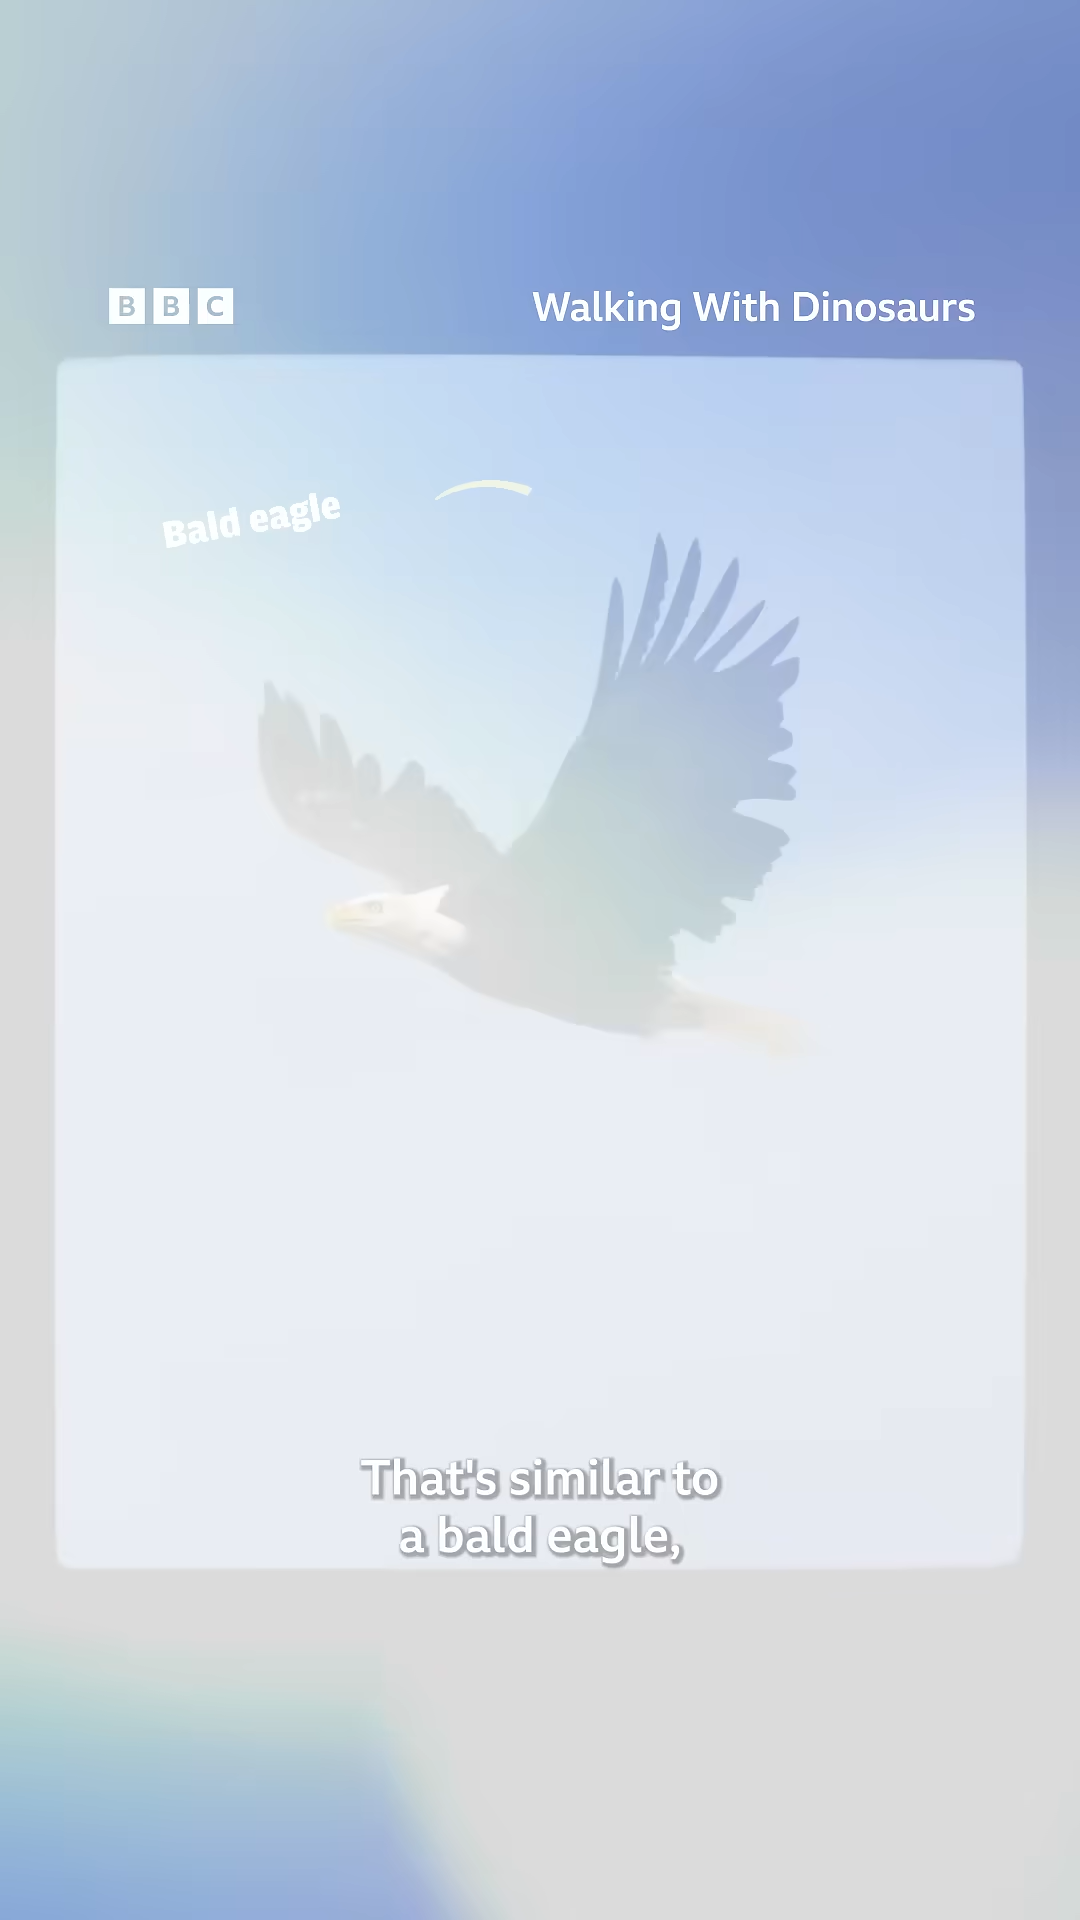 BBC
Walking With Dinosaurs
Bald eagle
That's similar to
a bald eagle,